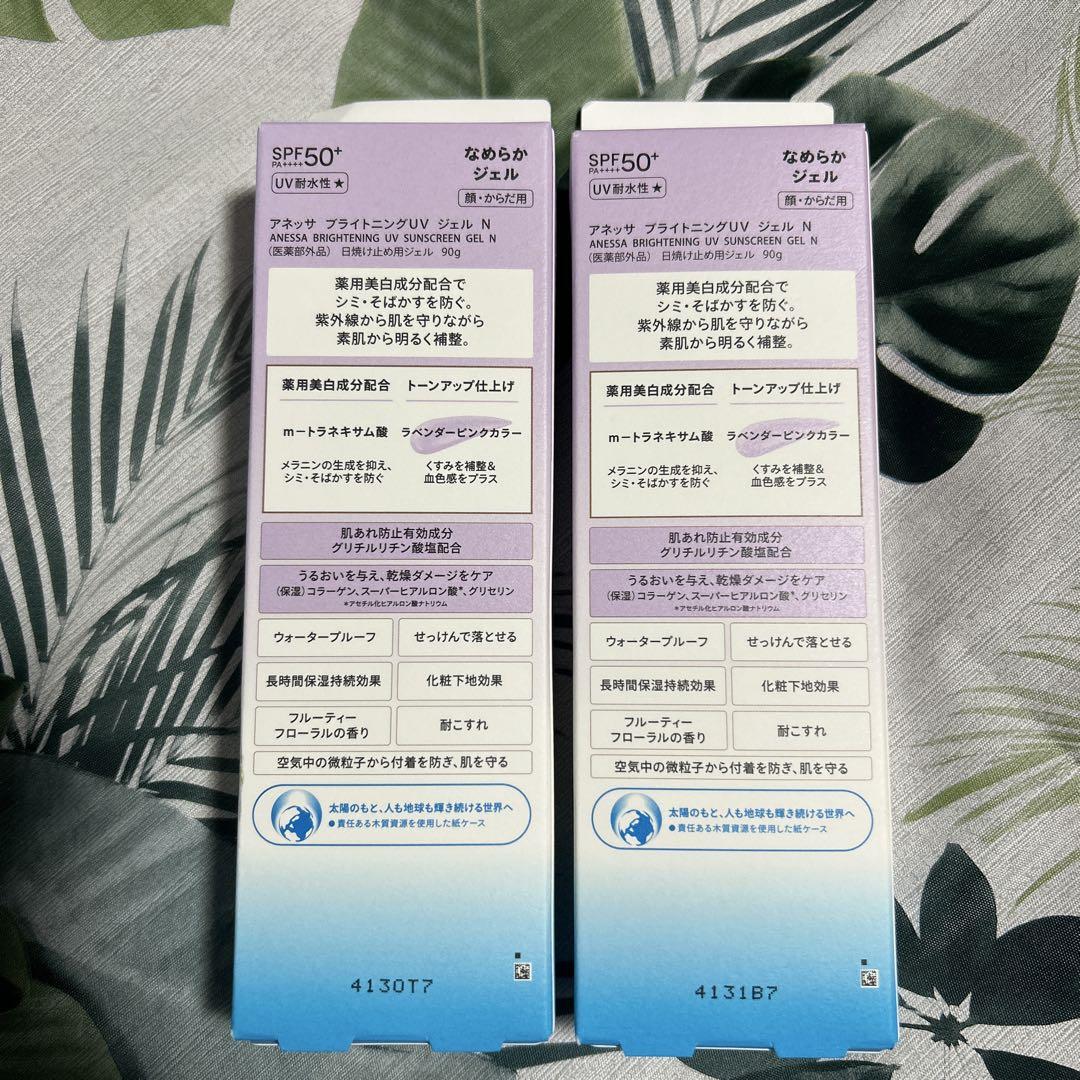 SPF50+
PA++++
UV耐水性★
なめらか
ジェル
顔・からだ用
アネッサ ブライトニングUV ジェル N
ANESSA BRIGHTENING UV SUNSCREEN GEL N
(医薬部外品) 日焼け止め用ジェル 90g
薬用美白成分配合で
シミ・そばかすを防ぐ。
紫外線から肌を守りながら
素肌から明るく補整。
薬用美白成分配合
トーンアップ仕上げ
m-トラネキサム酸
ラベンダーピンクカラー
メラニンの生成を抑え、
シミ・そばかすを防ぐ
くすみを補整&
血色感をプラス
肌あれ防止有効成分
グリチルリチン酸塩配合
うるおいを与え、乾燥ダメージをケア
(保湿)コラーゲン、スーパーヒアルロン酸*、グリセリン
*アセチル化ヒアルロン酸ナトリウム
ウォータープルーフ
せっけんで落とせる
長時間保湿持続効果
化粧下地効果
フルーティー
フローラルの香り
耐こすれ
空気中の微粒子から付着を防ぎ、肌を守る
太陽のもと、人も地球も輝き続ける世界へ
●責任ある木質資源を使用した紙ケース
4130T7
SPF50+
PA++++
UV耐水性★
なめらか
ジェル
顔・からだ用
アネッサ ブライトニングUV ジェル N
ANESSA BRIGHTENING UV SUNSCREEN GEL N
(医薬部外品) 日焼け止め用ジェル 90g
薬用美白成分配合で
シミ・そばかすを防ぐ。
紫外線から肌を守りながら
素肌から明るく補整。
薬用美白成分配合
トーンアップ仕上げ
m-トラネキサム酸
ラベンダーピンクカラー
メラニンの生成を抑え、
シミ・そばかすを防ぐ
くすみを補整&
血色感をプラス
肌あれ防止有効成分
グリチルリチン酸塩配合
うるおいを与え、乾燥ダメージをケア
(保湿)コラーゲン、スーパーヒアルロン酸*、グリセリン
*アセチル化ヒアルロン酸ナトリウム
ウォータープルーフ
せっけんで落とせる
長時間保湿持続効果
化粧下地効果
フルーティー
フローラルの香り
耐こすれ
空気中の微粒子から付着を防ぎ、肌を守る
太陽のもと、人も地球も輝き続ける世界へ
●責任ある木質資源を使用した紙ケース
4131B7